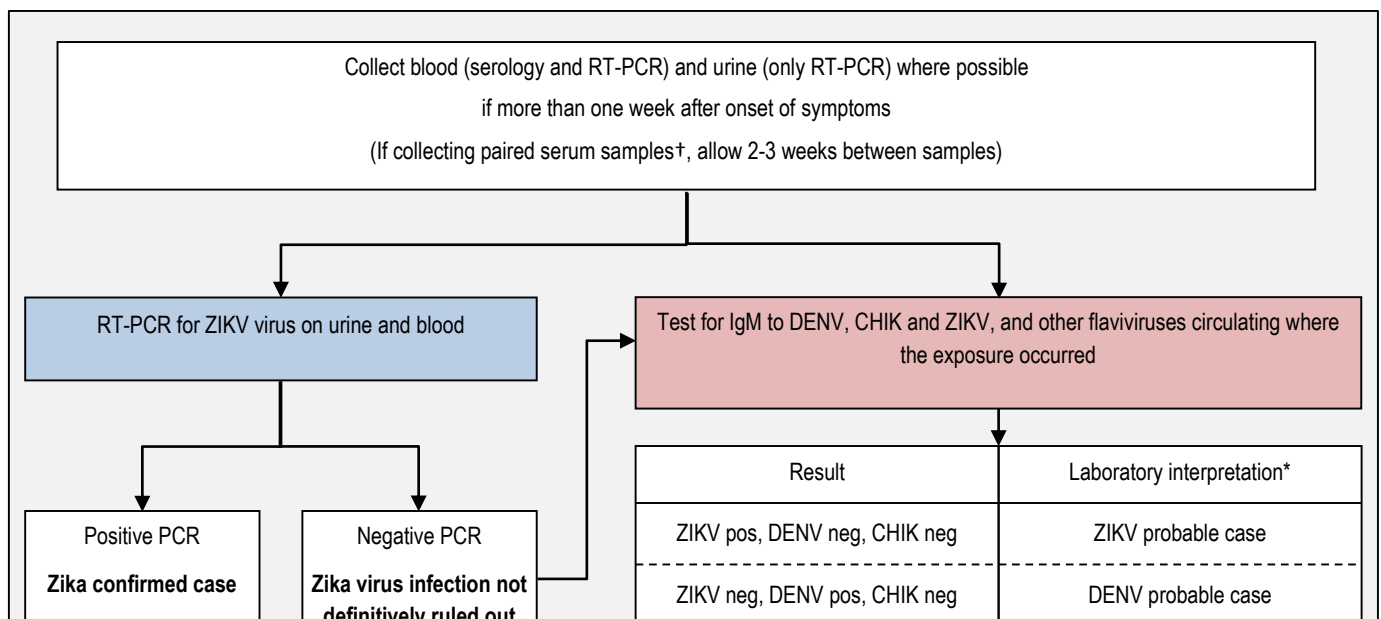 Collect blood (serology and RT-PCR) and urine (only RT-PCR) where possible
if more than one week after onset of symptoms
(If collecting paired serum samples†, allow 2-3 weeks between samples)
RT-PCR for ZIKV virus on urine and blood
Test for IgM to DENV, CHIK and ZIKV, and other flaviviruses circulating where
the exposure occurred
Positive PCR
Zika confirmed case
Negative PCR
Zika virus infection not
definitively ruled out
Result
Laboratory interpretation*
ZIKV pos, DENV neg, CHIK neg
ZIKV probable case
ZIKV neg, DENV pos, CHIK neg
DENV probable case